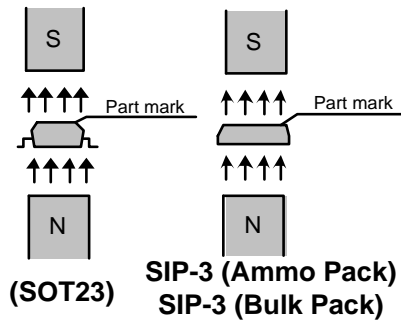 S
S
Part mark
Part mark
N
N
(SOT23)
SIP-3 (Ammo Pack)
SIP-3 (Bulk Pack)